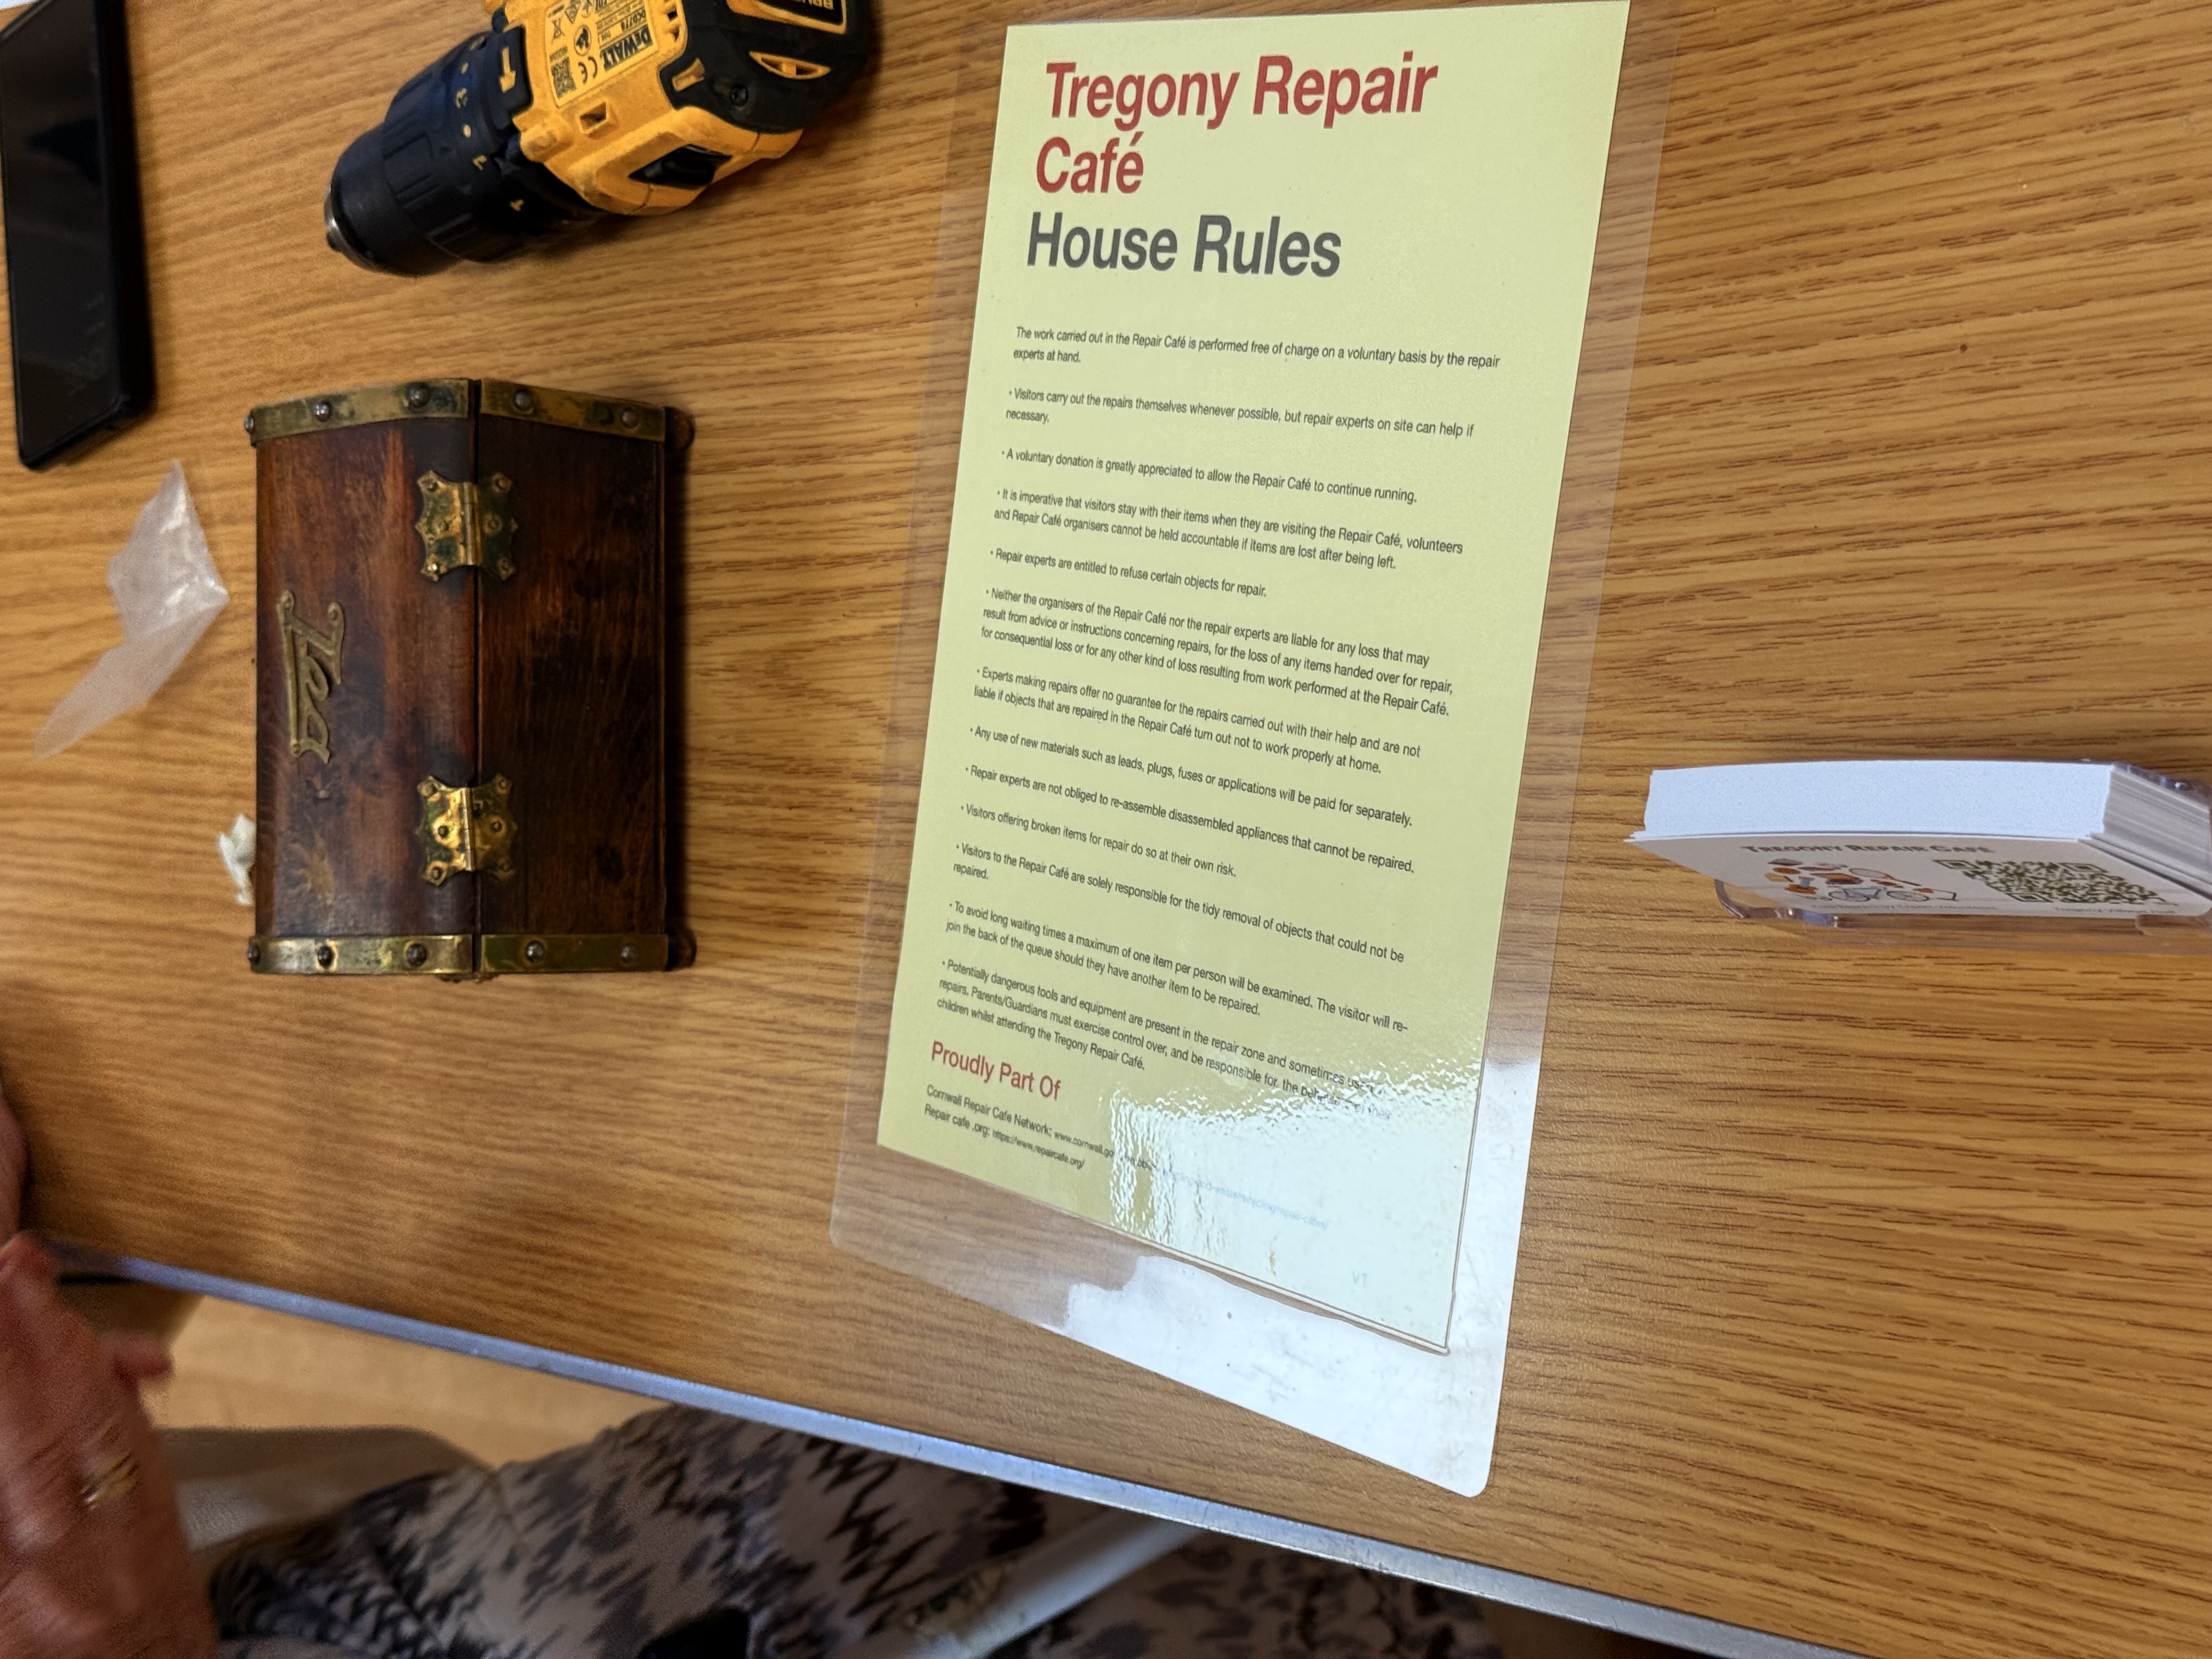 Tea
7 3
DEWALT
Tregony Repair
Café
House Rules
The work carried out in the Repair Café is performed free of charge on a voluntary basis by the repair
experts at hand.
• Visitors carry out the repairs themselves whenever possible, but repair experts on site can help if
necessary.
• A voluntary donation is greatly appreciated to allow the Repair Café to continue running.
• It is imperative that visitors stay with their items when they are visiting the Repair Café, volunteers
and Repair Café organisers cannot be held accountable if items are lost after being left.
• Repair experts are entitled to refuse certain objects for repair.
• Neither the organisers of the Repair Café nor the repair experts are liable for any loss that may
result from advice or instructions concerning repairs, for the loss of any items handed over for repair,
for consequential loss or for any other kind of loss resulting from work performed at the Repair Café.
• Experts making repairs offer no guarantee for the repairs carried out with their help and are not
liable if objects that are repaired in the Repair Café turn out not to work properly at home.
• Any use of new materials such as leads, plugs, fuses or applications will be paid for separately.
• Repair experts are not obliged to re-assemble disassembled appliances that cannot be repaired.
• Visitors offering broken items for repair do so at their own risk.
• Visitors to the Repair Café are solely responsible for the tidy removal of objects that could not be
repaired.
• To avoid long waiting times a maximum of one item per person will be examined. The visitor will re-
join the back of the queue should they have another item to be repaired.
• Potentially dangerous tools and equipment are present in the repair zone and sometimes
repairs. Parents/Guardians must exercise control over, and be responsible for, the
children whilst attending the Tregony Repair Café.
Proudly Part Of
Cornwall Repair Café Network:
Repair cafe .org:
V1
Tregony Repair Café